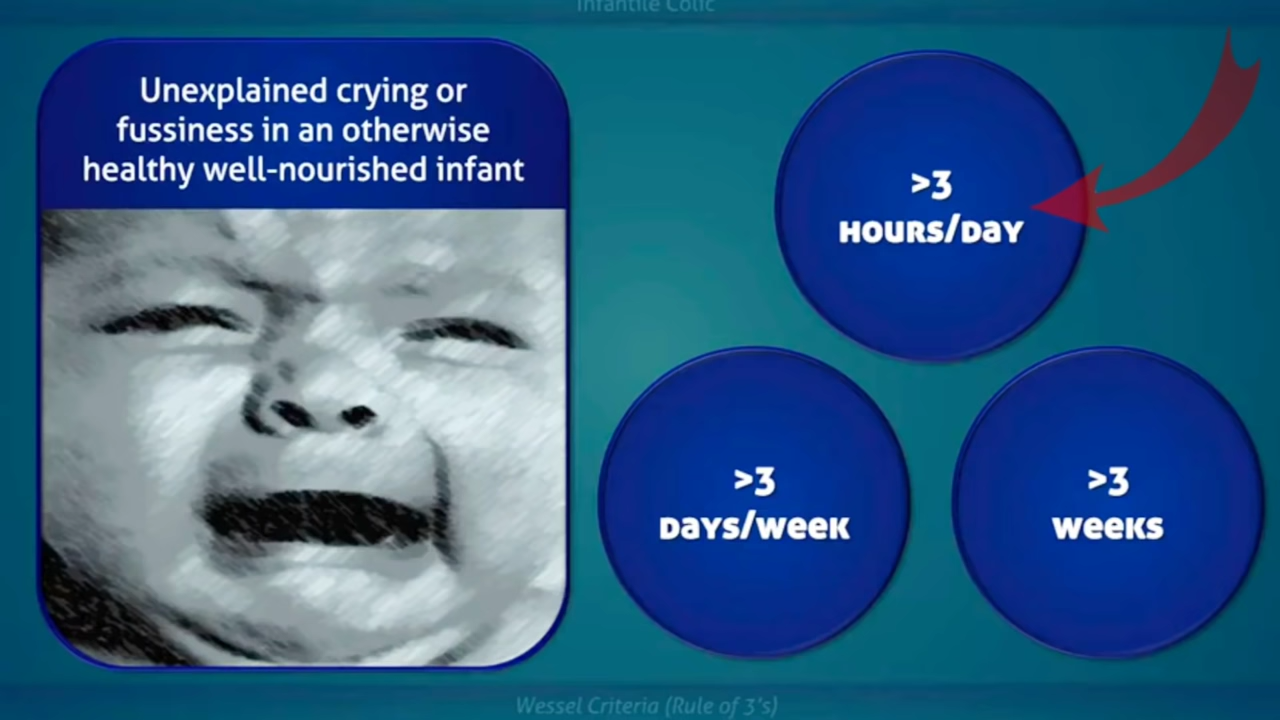 Infantile Colic
Unexplained crying or
fussiness in an otherwise
healthy well-nourished infant
>3
HOURS/DAY
>3
DAYS/WEEK
>3
WEEKS
Wessel Criteria (Rule of 3's)